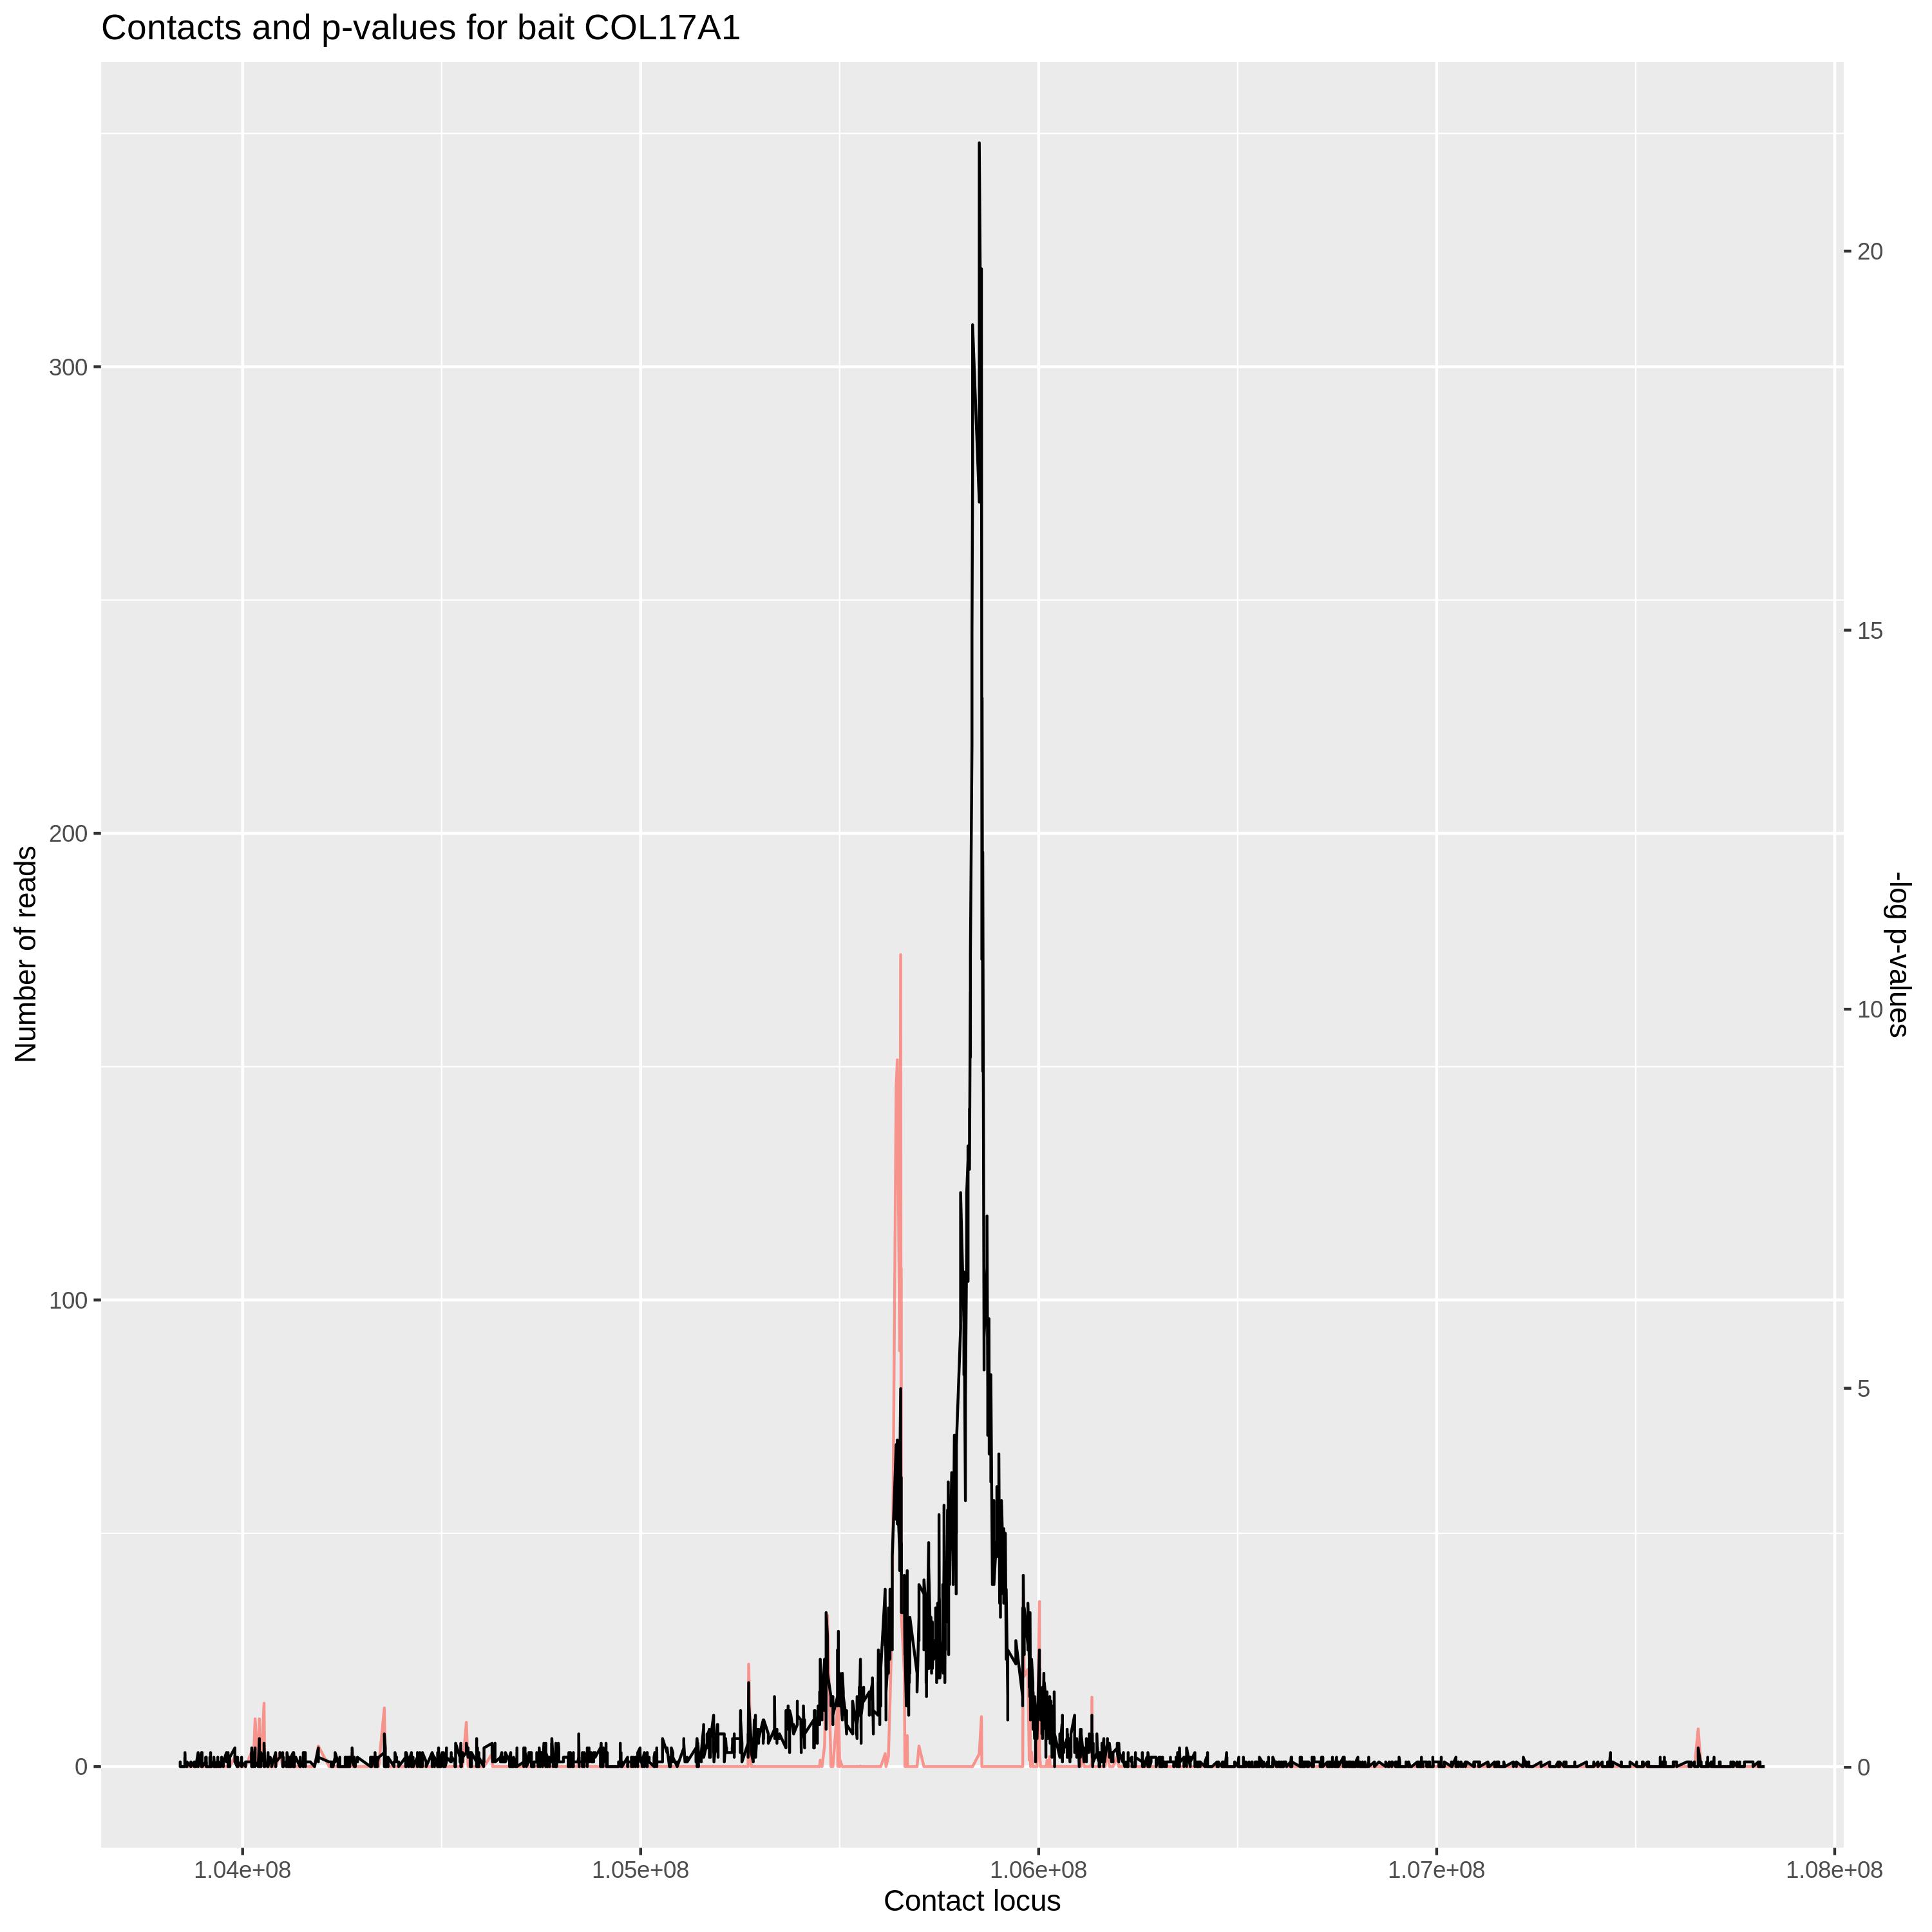 Contacts and p-values for bait COL17A1
300
200
100
0
Number of reads
20
15
10
5
0
-log p-values
1.04e+08 1.05e+08 1.06e+08 1.07e+08 1.08e+08
Contact locus